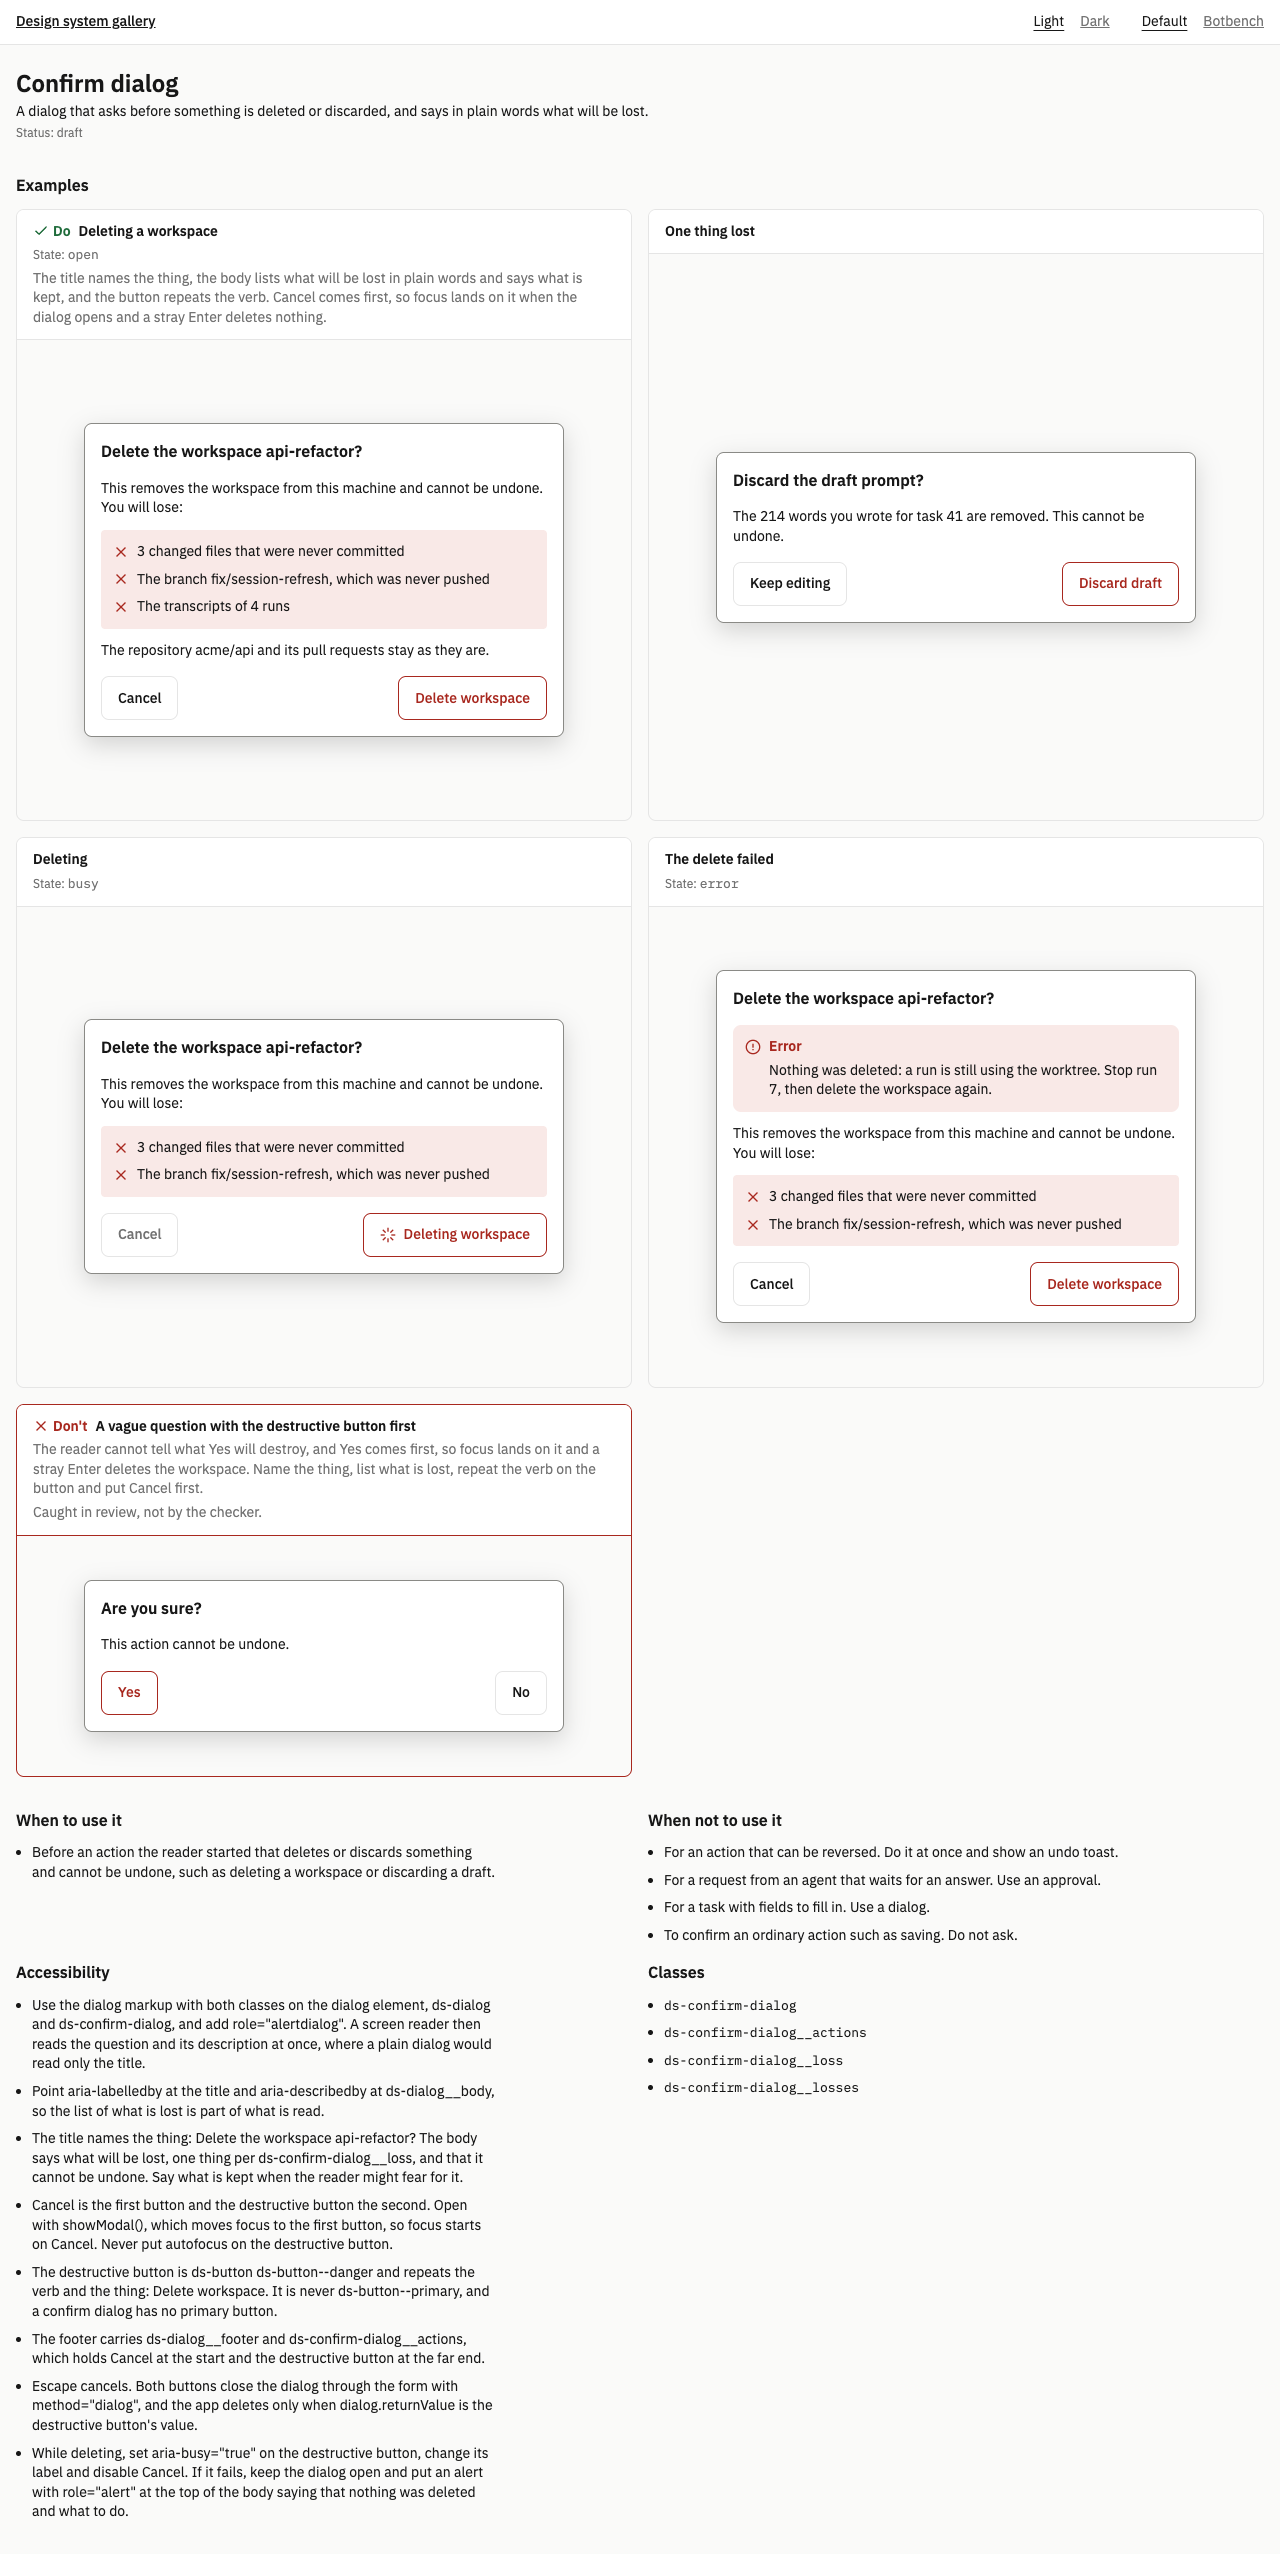 Design system gallery
Light Dark Default Botbench
Confirm dialog
A dialog that asks before something is deleted or discarded, and says in plain words what will be lost.
Status: draft
Examples
Do Deleting a workspace
State: open
The title names the thing, the body lists what will be lost in plain words and says what is
kept, and the button repeats the verb. Cancel comes first, so focus lands on it when the
dialog opens and a stray Enter deletes nothing.
Delete the workspace api-refactor?
This removes the workspace from this machine and cannot be undone.
You will lose:
3 changed files that were never committed
The branch fix/session-refresh, which was never pushed
The transcripts of 4 runs
The repository acme/api and its pull requests stay as they are.
Cancel
Delete workspace
One thing lost
Discard the draft prompt?
The 214 words you wrote for task 41 are removed. This cannot be
undone.
Keep editing
Discard draft
Deleting
State: busy
Delete the workspace api-refactor?
This removes the workspace from this machine and cannot be undone.
You will lose:
3 changed files that were never committed
The branch fix/session-refresh, which was never pushed
Cancel
Deleting workspace
The delete failed
State: error
Delete the workspace api-refactor?
Error
Nothing was deleted: a run is still using the worktree. Stop run
7, then delete the workspace again.
This removes the workspace from this machine and cannot be undone.
You will lose:
3 changed files that were never committed
The branch fix/session-refresh, which was never pushed
Cancel
Delete workspace
Don't A vague question with the destructive button first
The reader cannot tell what Yes will destroy, and Yes comes first, so focus lands on it and a
stray Enter deletes the workspace. Name the thing, list what is lost, repeat the verb on the
button and put Cancel first.
Caught in review, not by the checker.
Are you sure?
This action cannot be undone.
Yes
No
When to use it
Before an action the reader started that deletes or discards something
and cannot be undone, such as deleting a workspace or discarding a draft.
When not to use it
For an action that can be reversed. Do it at once and show an undo toast.
For a request from an agent that waits for an answer. Use an approval.
For a task with fields to fill in. Use a dialog.
To confirm an ordinary action such as saving. Do not ask.
Accessibility
Use the dialog markup with both classes on the dialog element, ds-dialog
and ds-confirm-dialog, and add role="alertdialog". A screen reader then
reads the question and its description at once, where a plain dialog would
read only the title.
Point aria-labelledby at the title and aria-describedby at ds-dialog__body,
so the list of what is lost is part of what is read.
The title names the thing: Delete the workspace api-refactor? The body
says what will be lost, one thing per ds-confirm-dialog__loss, and that it
cannot be undone. Say what is kept when the reader might fear for it.
Cancel is the first button and the destructive button the second. Open
with showModal(), which moves focus to the first button, so focus starts
on Cancel. Never put autofocus on the destructive button.
The destructive button is ds-button ds-button--danger and repeats the
verb and the thing: Delete workspace. It is never ds-button--primary, and
a confirm dialog has no primary button.
The footer carries ds-dialog__footer and ds-confirm-dialog__actions,
which holds Cancel at the start and the destructive button at the far end.
Escape cancels. Both buttons close the dialog through the form with
method="dialog", and the app deletes only when dialog.returnValue is the
destructive button's value.
While deleting, set aria-busy="true" on the destructive button, change its
label and disable Cancel. If it fails, keep the dialog open and put an alert
with role="alert" at the top of the body saying that nothing was deleted
and what to do.
Classes
ds-confirm-dialog
ds-confirm-dialog__actions
ds-confirm-dialog__loss
ds-confirm-dialog__losses